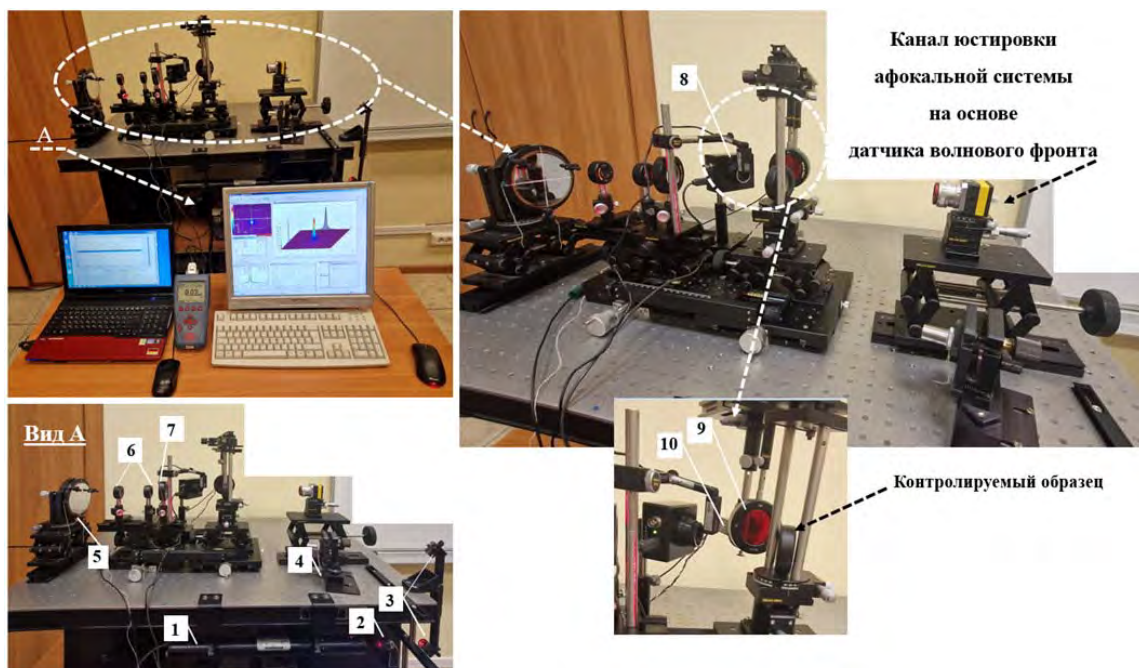 А
8
Канал юстировки
афокальной системы
на основе
датчика волнового фронта
Вид А
7
6
5
4
3
2
1
9
10
Контролируемый образец